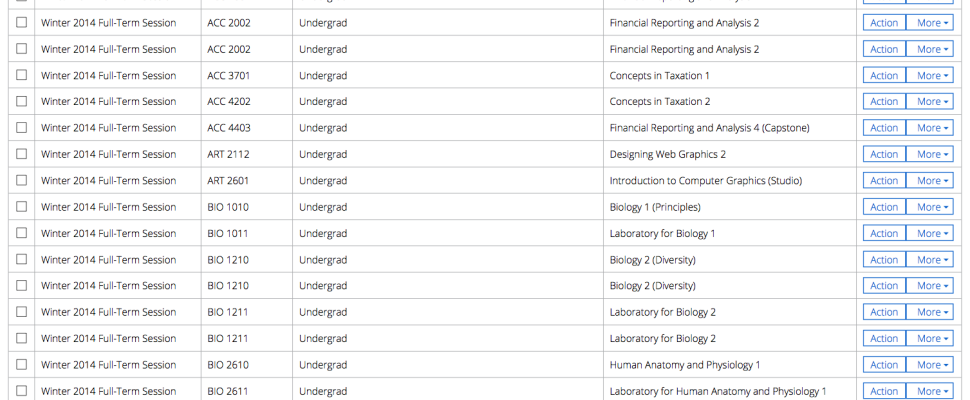 Winter 2014 Full-Term Session ACC 2002 Undergrad Financial Reporting and Analysis 2 Action More
Winter 2014 Full-Term Session ACC 2002 Undergrad Financial Reporting and Analysis 2 Action More
Winter 2014 Full-Term Session ACC 3701 Undergrad Concepts in Taxation 1 Action More
Winter 2014 Full-Term Session ACC 4202 Undergrad Concepts in Taxation 2 Action More
Winter 2014 Full-Term Session ACC 4403 Undergrad Financial Reporting and Analysis 4 (Capstone) Action More
Winter 2014 Full-Term Session ART 2112 Undergrad Designing Web Graphics 2 Action More
Winter 2014 Full-Term Session ART 2601 Undergrad Introduction to Computer Graphics (Studio) Action More
Winter 2014 Full-Term Session BIO 1010 Undergrad Biology 1 (Principles) Action More
Winter 2014 Full-Term Session BIO 1011 Undergrad Laboratory for Biology 1 Action More
Winter 2014 Full-Term Session BIO 1210 Undergrad Biology 2 (Diversity) Action More
Winter 2014 Full-Term Session BIO 1210 Undergrad Biology 2 (Diversity) Action More
Winter 2014 Full-Term Session BIO 1211 Undergrad Laboratory for Biology 2 Action More
Winter 2014 Full-Term Session BIO 1211 Undergrad Laboratory for Biology 2 Action More
Winter 2014 Full-Term Session BIO 2610 Undergrad Human Anatomy and Physiology 1 Action More
Winter 2014 Full-Term Session BIO 2611 Undergrad Laboratory for Human Anatomy and Physiology 1 Action More